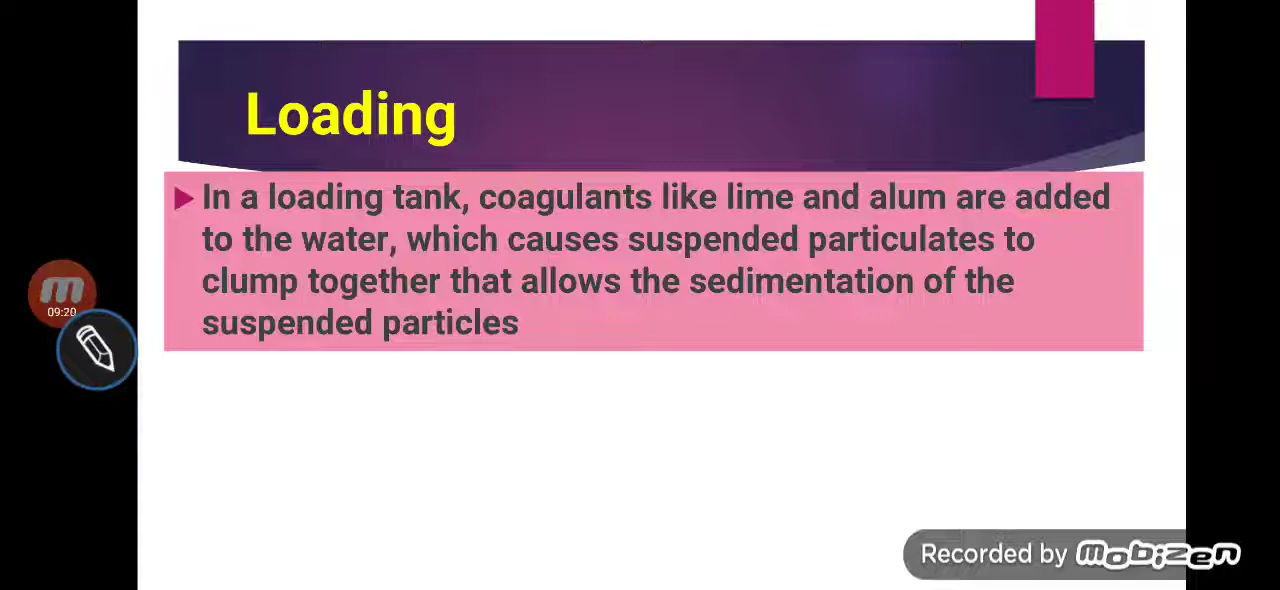 Loading
In a loading tank, coagulants like lime and alum are added
to the water, which causes suspended particulates to
clump together that allows the sedimentation of the
suspended particles
m
09:20
Recorded by mobizen